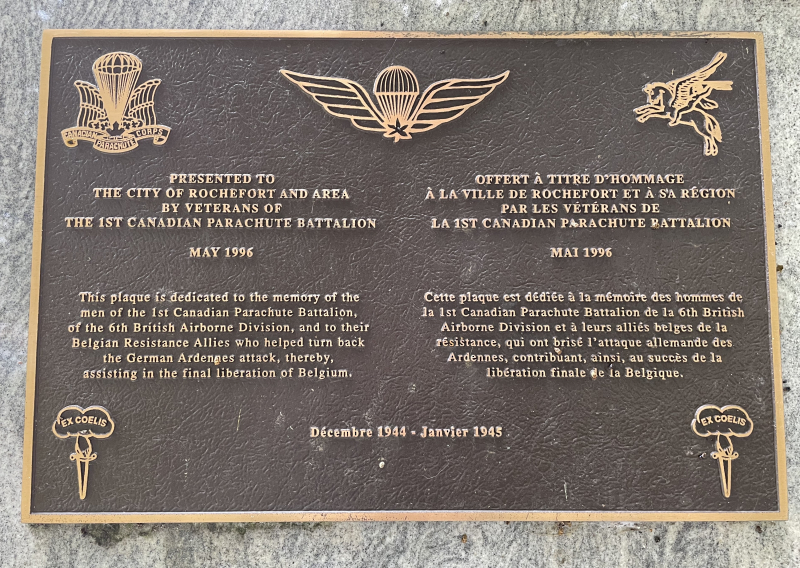 CANADIAN PARACHUTE CORPS
PRESENTED TO
THE CITY OF ROCHEFORT AND AREA
BY VETERANS OF
THE 1ST CANADIAN PARACHUTE BATTALION
MAY 1996
This plaque is dedicated to the memory of the
men of the 1st Canadian Parachute Battalion,
of the 6th British Airborne Division, and to their
Belgian Resistance Allies who helped turn back
the German Ardennes attack, thereby,
assisting in the final liberation of Belgium.
OFFERT À TITRE D'HOMMAGE
À LA VILLE DE ROCHEFORT ET À SA RÉGION
PAR LES VÉTÉRANS DE
LA 1ST CANADIAN PARACHUTE BATTALION
MAI 1996
Cette plaque est dédiée à la mémoire des hommes de
la 1st Canadian Parachute Battalion de la 6th British
Airborne Division et à leurs alliés belges de la
résistance, qui ont brisé l'attaque allemande des
Ardennes, contribuant, ainsi, au succès de la
libération finale de la Belgique.
EX COELIS
Décembre 1944 - Janvier 1945
EX COELIS